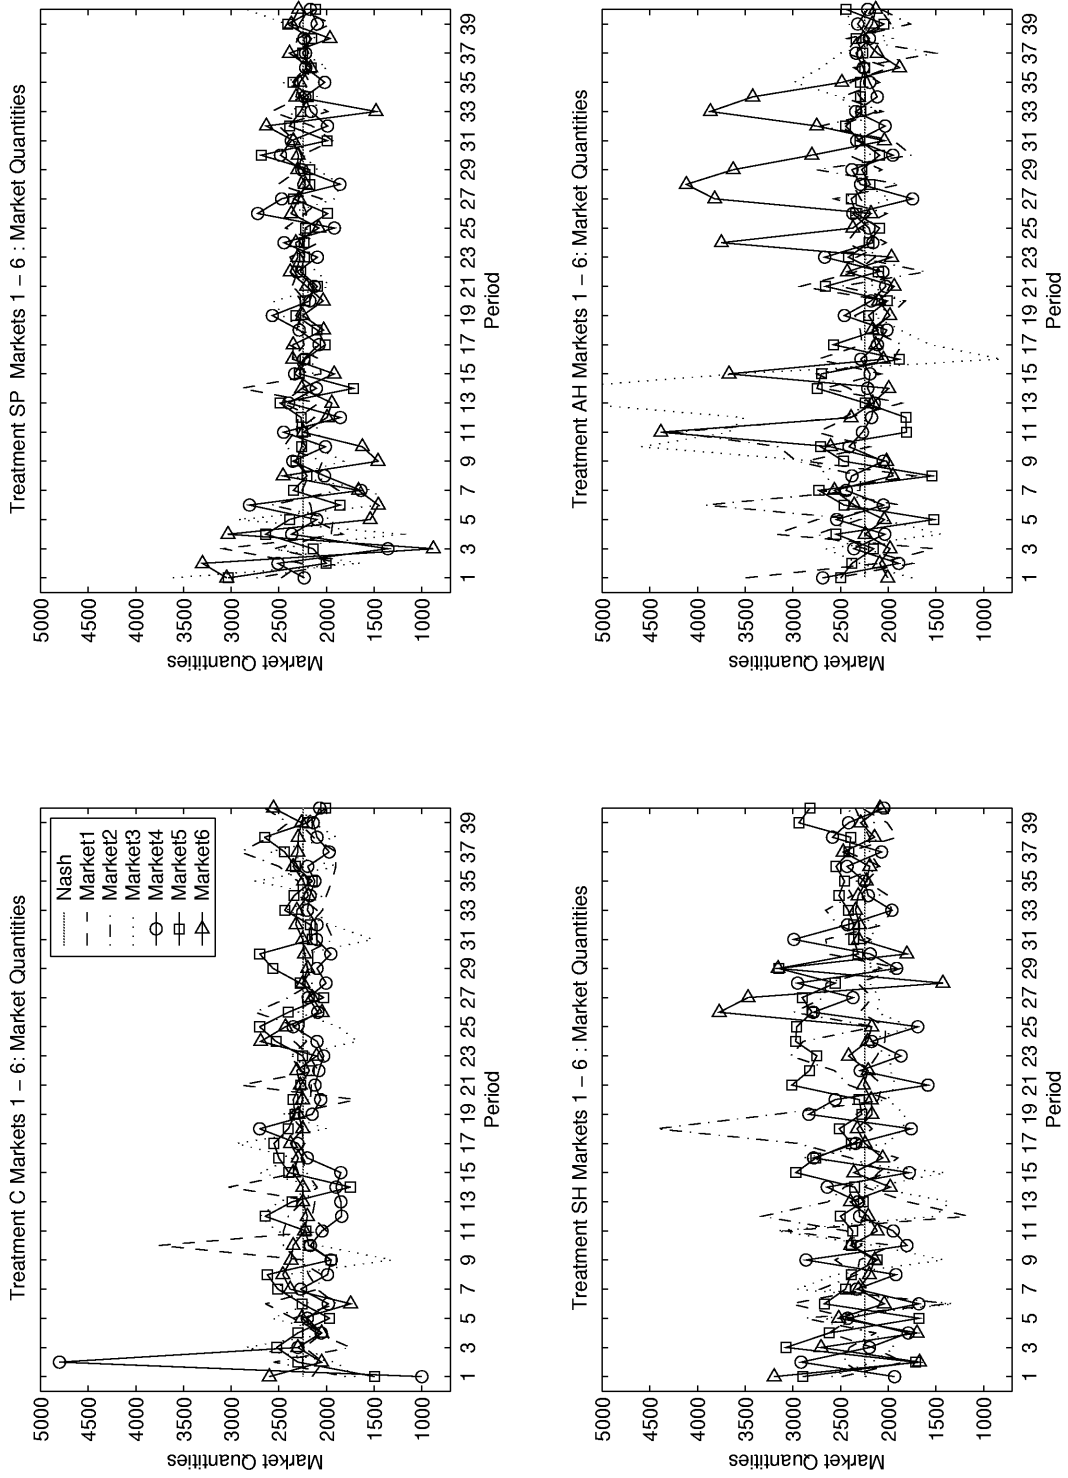 Treatment C Markets 1 – 6: Market Quantities
5000
4500
4000
3500
3000
2500
2000
1500
1000
Market Quantities
Nash
Market1
Market2
Market3
Market4
Market5
Market6
1 3 5 7 9 11 13 15 17 19 21 23 25 27 29 31 33 35 37 39
Period
Treatment SP Markets 1 – 6 : Market Quantities
5000
4500
4000
3500
3000
2500
2000
1500
1000
Market Quantities
1 3 5 7 9 11 13 15 17 19 21 23 25 27 29 31 33 35 37 39
Period
Treatment SH Markets 1 – 6 : Market Quantities
5000
4500
4000
3500
3000
2500
2000
1500
1000
Market Quantities
1 3 5 7 9 11 13 15 17 19 21 23 25 27 29 31 33 35 37 39
Period
Treatment AH Markets 1 – 6: Market Quantities
5000
4500
4000
3500
3000
2500
2000
1500
1000
Market Quantities
1 3 5 7 9 11 13 15 17 19 21 23 25 27 29 31 33 35 37 39
Period